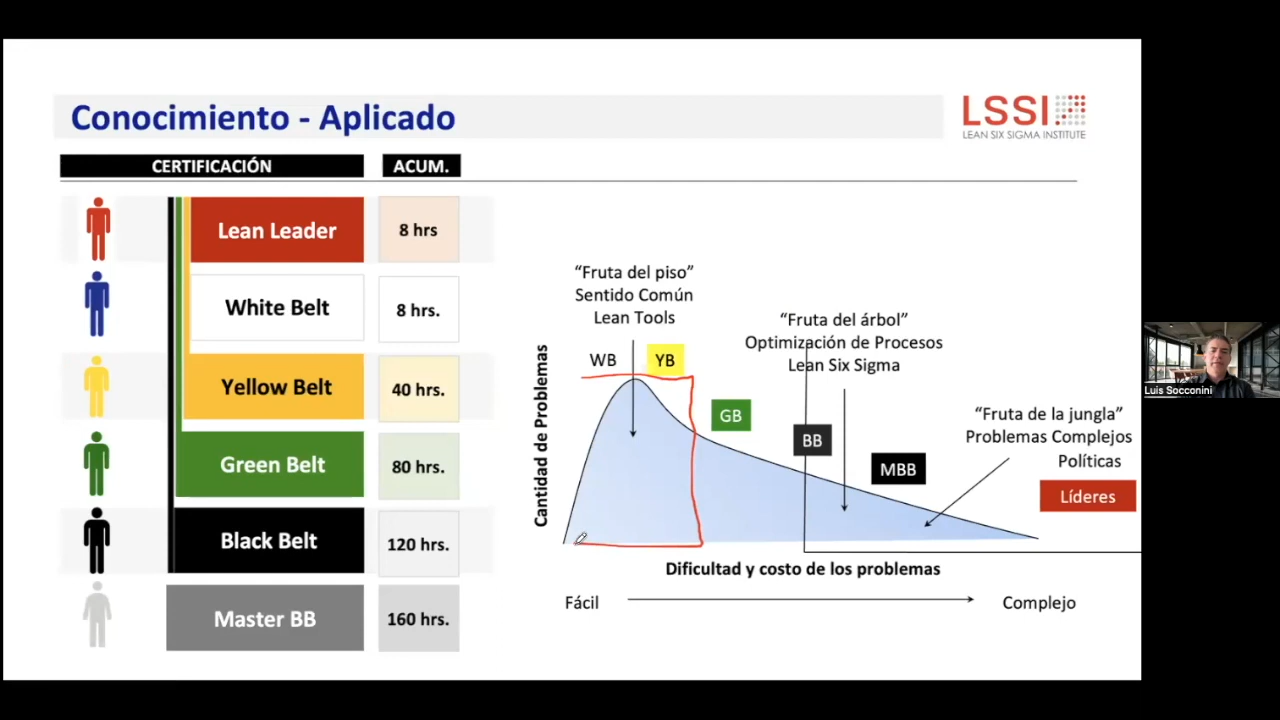 Conocimiento - Aplicado
LSSI
LEAN SIX SIGMA INSTITUTE
CERTIFICACIÓN
ACUM.
Lean Leader
8 hrs
White Belt
8 hrs.
Yellow Belt
40 hrs.
Green Belt
80 hrs.
Black Belt
120 hrs.
Master BB
160 hrs.
“Fruta del piso”
Sentido Común
Lean Tools
WB
YB
GB
“Fruta del árbol”
Optimización de Procesos
Lean Six Sigma
BB
MBB
“Fruta de la jungla”
Problemas Complejos
Políticas
Líderes
Cantidad de Problemas
Dificultad y costo de los problemas
Fácil
Complejo
Luis Socconini